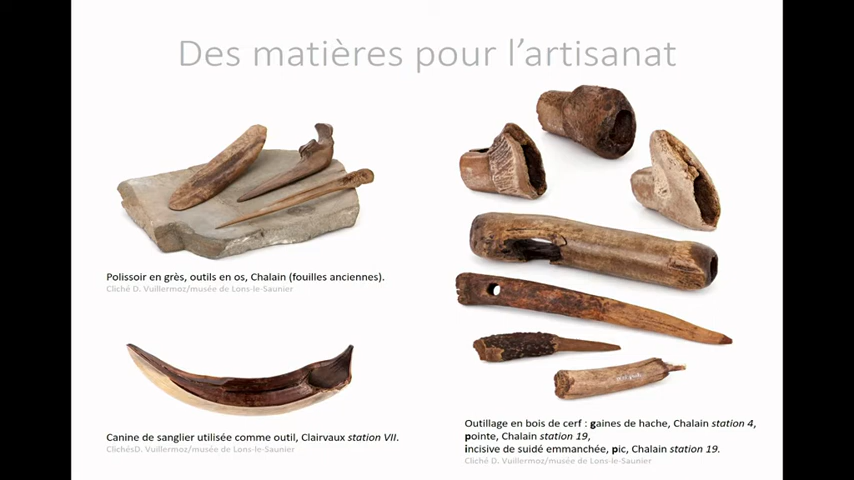 Des matières pour l'artisanat
Polissoir en grès, outils en os, Chalain (fouilles anciennes).
Cliché D. Vuillermoz/musée de Lons-le-Saunier
Canine de sanglier utilisée comme outil, Clairvaux station VII.
ClichésD. Vuillermoz/musée de Lons-le-Saunier
Outillage en bois de cerf : gaines de hache, Chalain station 4,
pointe, Chalain station 19,
incisive de suidé emmanchée, pic, Chalain station 19.
Cliché D. Vuillermoz/musée de Lons-le-Saunier